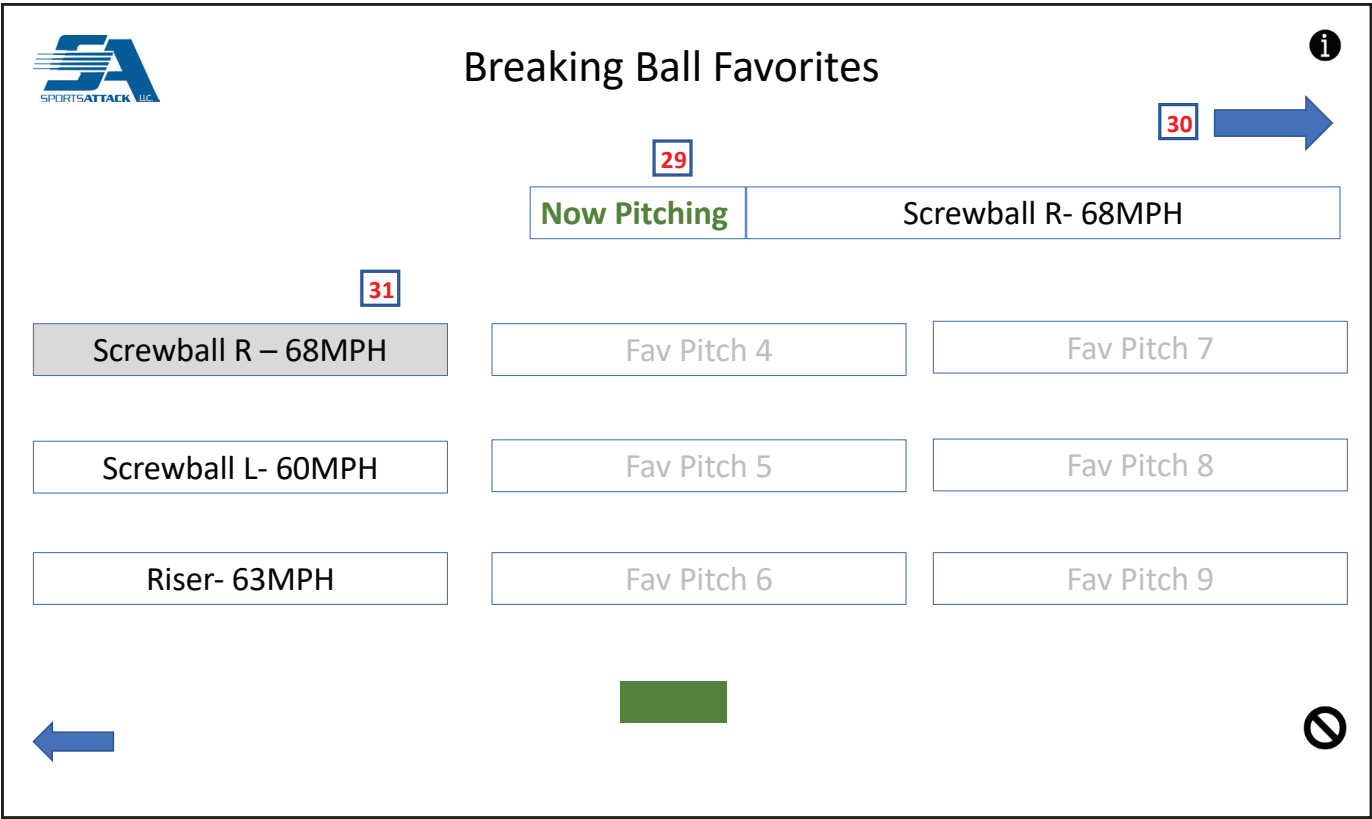 SPORTSATTACK LLC
Breaking Ball Favorites
30
29
Now Pitching Screwball R- 68MPH
31
Screwball R – 68MPH Fav Pitch 4 Fav Pitch 7
Screwball L- 60MPH Fav Pitch 5 Fav Pitch 8
Riser- 63MPH Fav Pitch 6 Fav Pitch 9